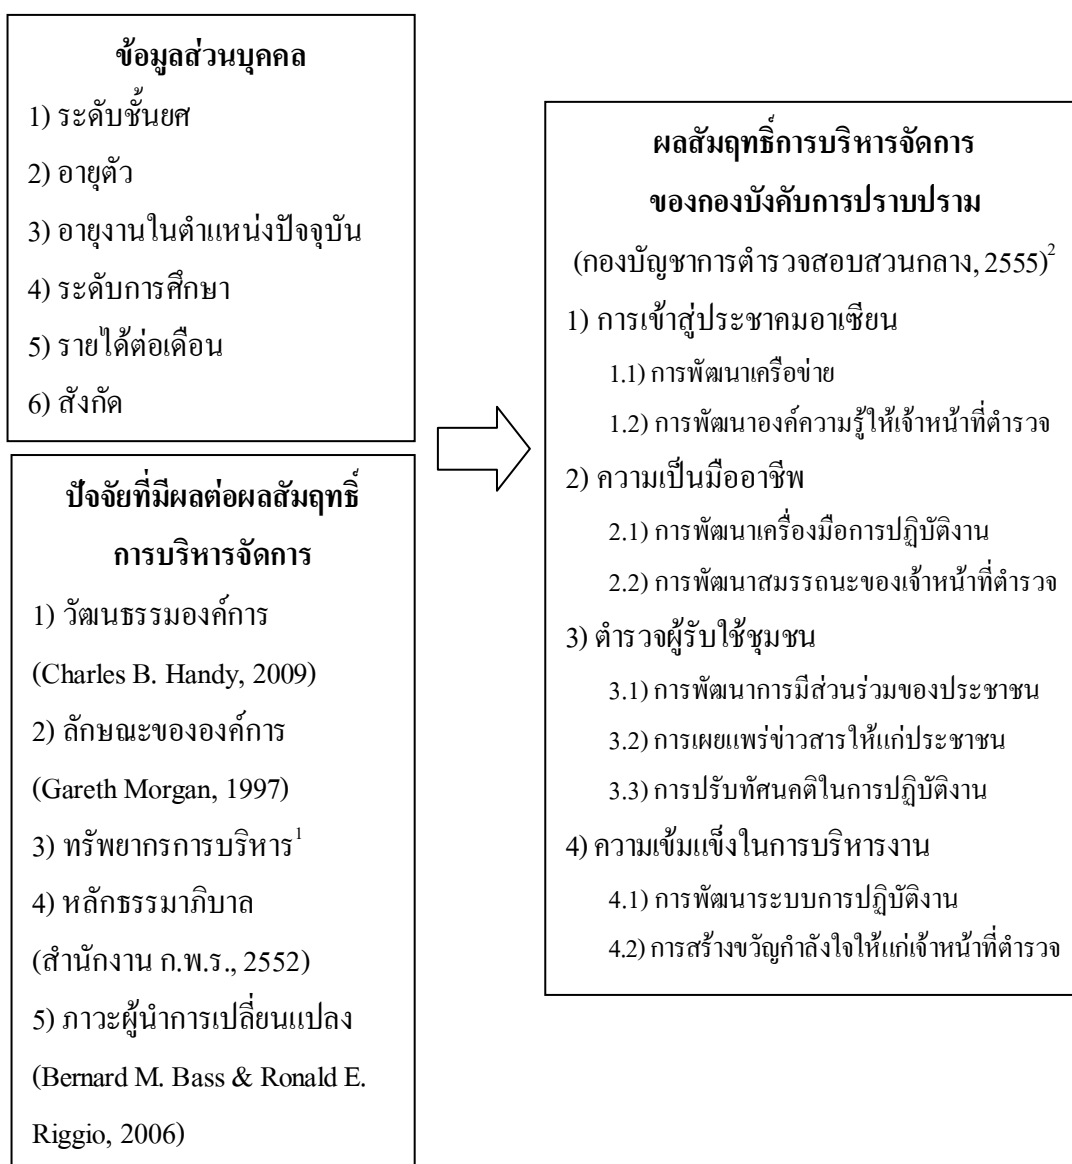 ข้อมูลส่วนบุคคล
1) ระดับชั้นยศ
2) อายุตัว
3) อายุงานในตำแหน่งปัจจุบัน
4) ระดับการศึกษา
5) รายได้ต่อเดือน
6) สังกัด
ปัจจัยที่มีผลต่อผลสัมฤทธิ์
การบริหารจัดการ
1) วัฒนธรรมองค์การ
(Charles B. Handy, 2009)
2) ลักษณะขององค์การ
(Gareth Morgan, 1997)
3) ทรัพยากรการบริหาร¹
4) หลักธรรมาภิบาล
(สำนักงาน ก.พ.ร., 2552)
5) ภาวะผู้นำการเปลี่ยนแปลง
(Bernard M. Bass & Ronald E.
Riggio, 2006)
ผลสัมฤทธิ์การบริหารจัดการ
ของกองบังคับการปราบปราม
(กองบัญชาการตำรวจสอบสวนกลาง, 2555)²
1) การเข้าสู่ประชาคมอาเซียน
1.1) การพัฒนาเครือข่าย
1.2) การพัฒนาองค์ความรู้ให้เจ้าหน้าที่ตำรวจ
2) ความเป็นมืออาชีพ
2.1) การพัฒนาเครื่องมือการปฏิบัติงาน
2.2) การพัฒนาสมรรถนะของเจ้าหน้าที่ตำรวจ
3) ตำรวจผู้รับใช้ชุมชน
3.1) การพัฒนาการมีส่วนร่วมของประชาชน
3.2) การเผยแพร่ข่าวสารให้แก่ประชาชน
3.3) การปรับทัศนคติในการปฏิบัติงาน
4) ความเข้มแข็งในการบริหารงาน
4.1) การพัฒนาระบบการปฏิบัติงาน
4.2) การสร้างขวัญกำลังใจให้แก่เจ้าหน้าที่ตำรวจ